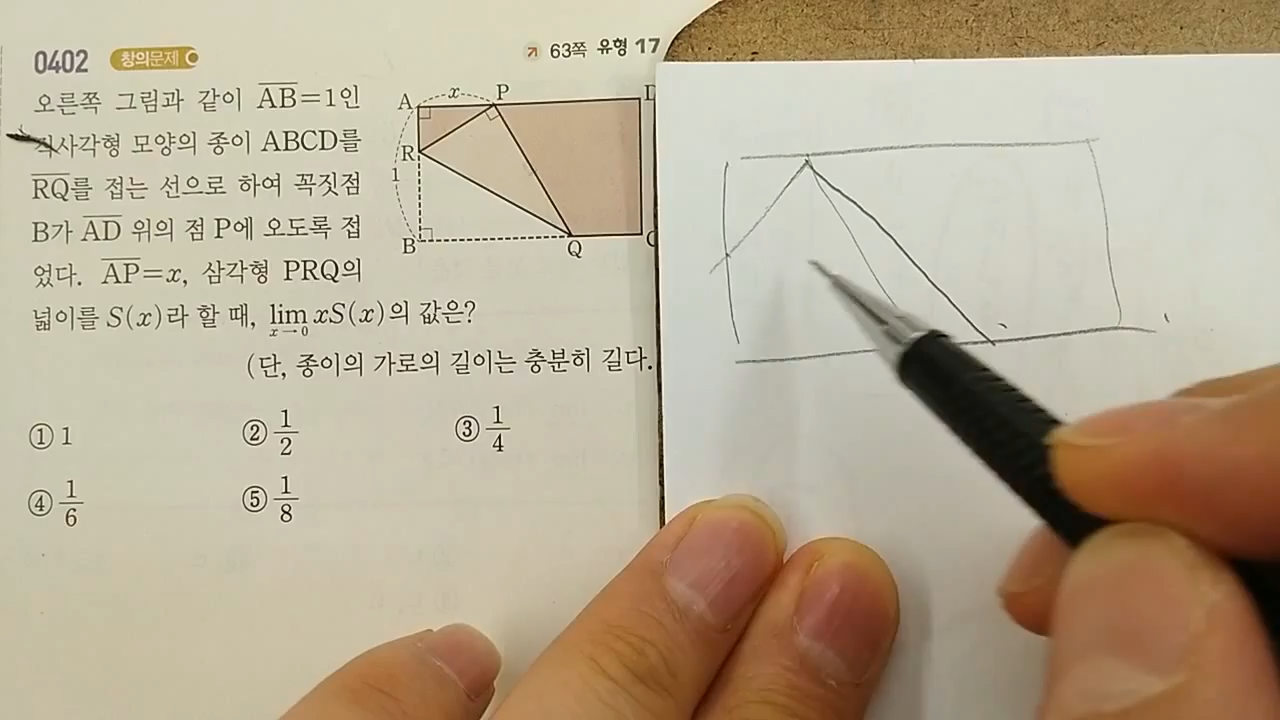 0402 창의문제
63쪽 유형 17
오른쪽 그림과 같이 AB=1인
직사각형 모양의 종이 ABCD를
RQ를 접는 선으로 하여 꼭짓점
B가 AD 위의 점 P에 오도록 접
었다. AP=x, 삼각형 PRQ의
넓이를 S(x)라 할 때, lim x→0 xS(x)의 값은?
(단, 종이의 가로의 길이는 충분히 길다.
① 1
② 1/2
③ 1/4
④ 1/6
⑤ 1/8
A
x
P
R
1
B
Q